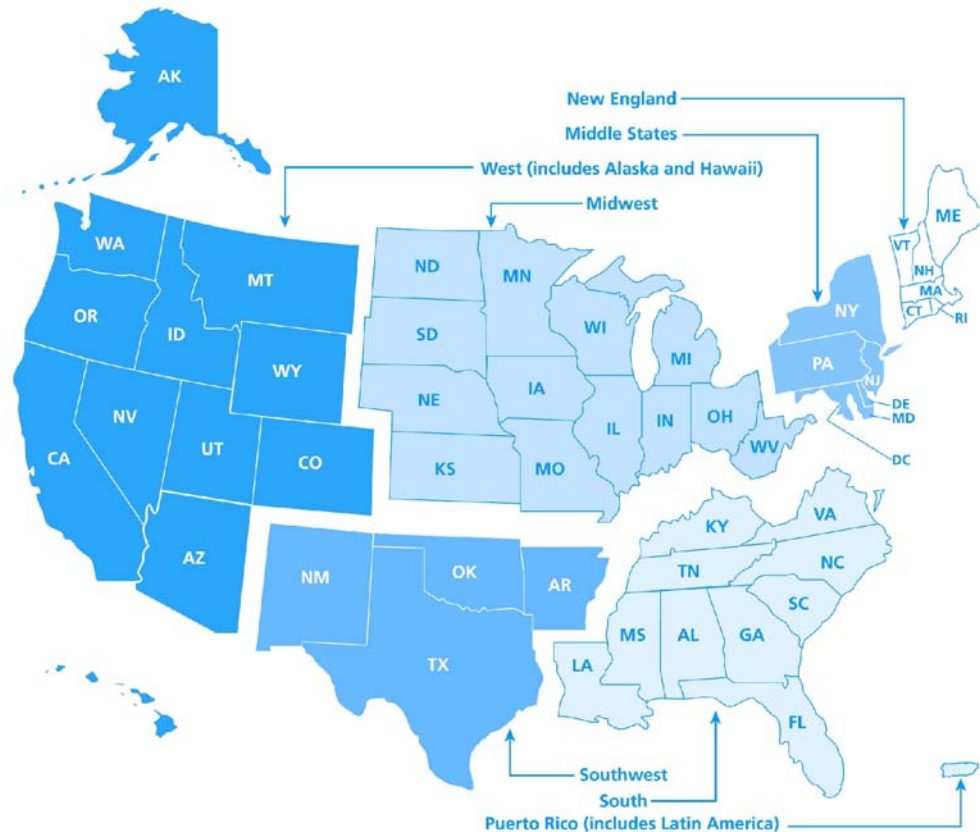 AK
New England
Middle States
West (includes Alaska and Hawaii)
Midwest
ME
WA
VT
ND
MN
MT
NH
MA
OR
NY
CT
RI
ID
SD
WI
MI
PA
WY
NJ
IA
NE
DE
MD
NV
OH
IL
IN
UT
WV
CA
CO
KS
MO
DC
VA
KY
AZ
NC
TN
NM
OK
AR
SC
MS
AL
GA
LA
TX
FL
Southwest
South
Puerto Rico (includes Latin America)